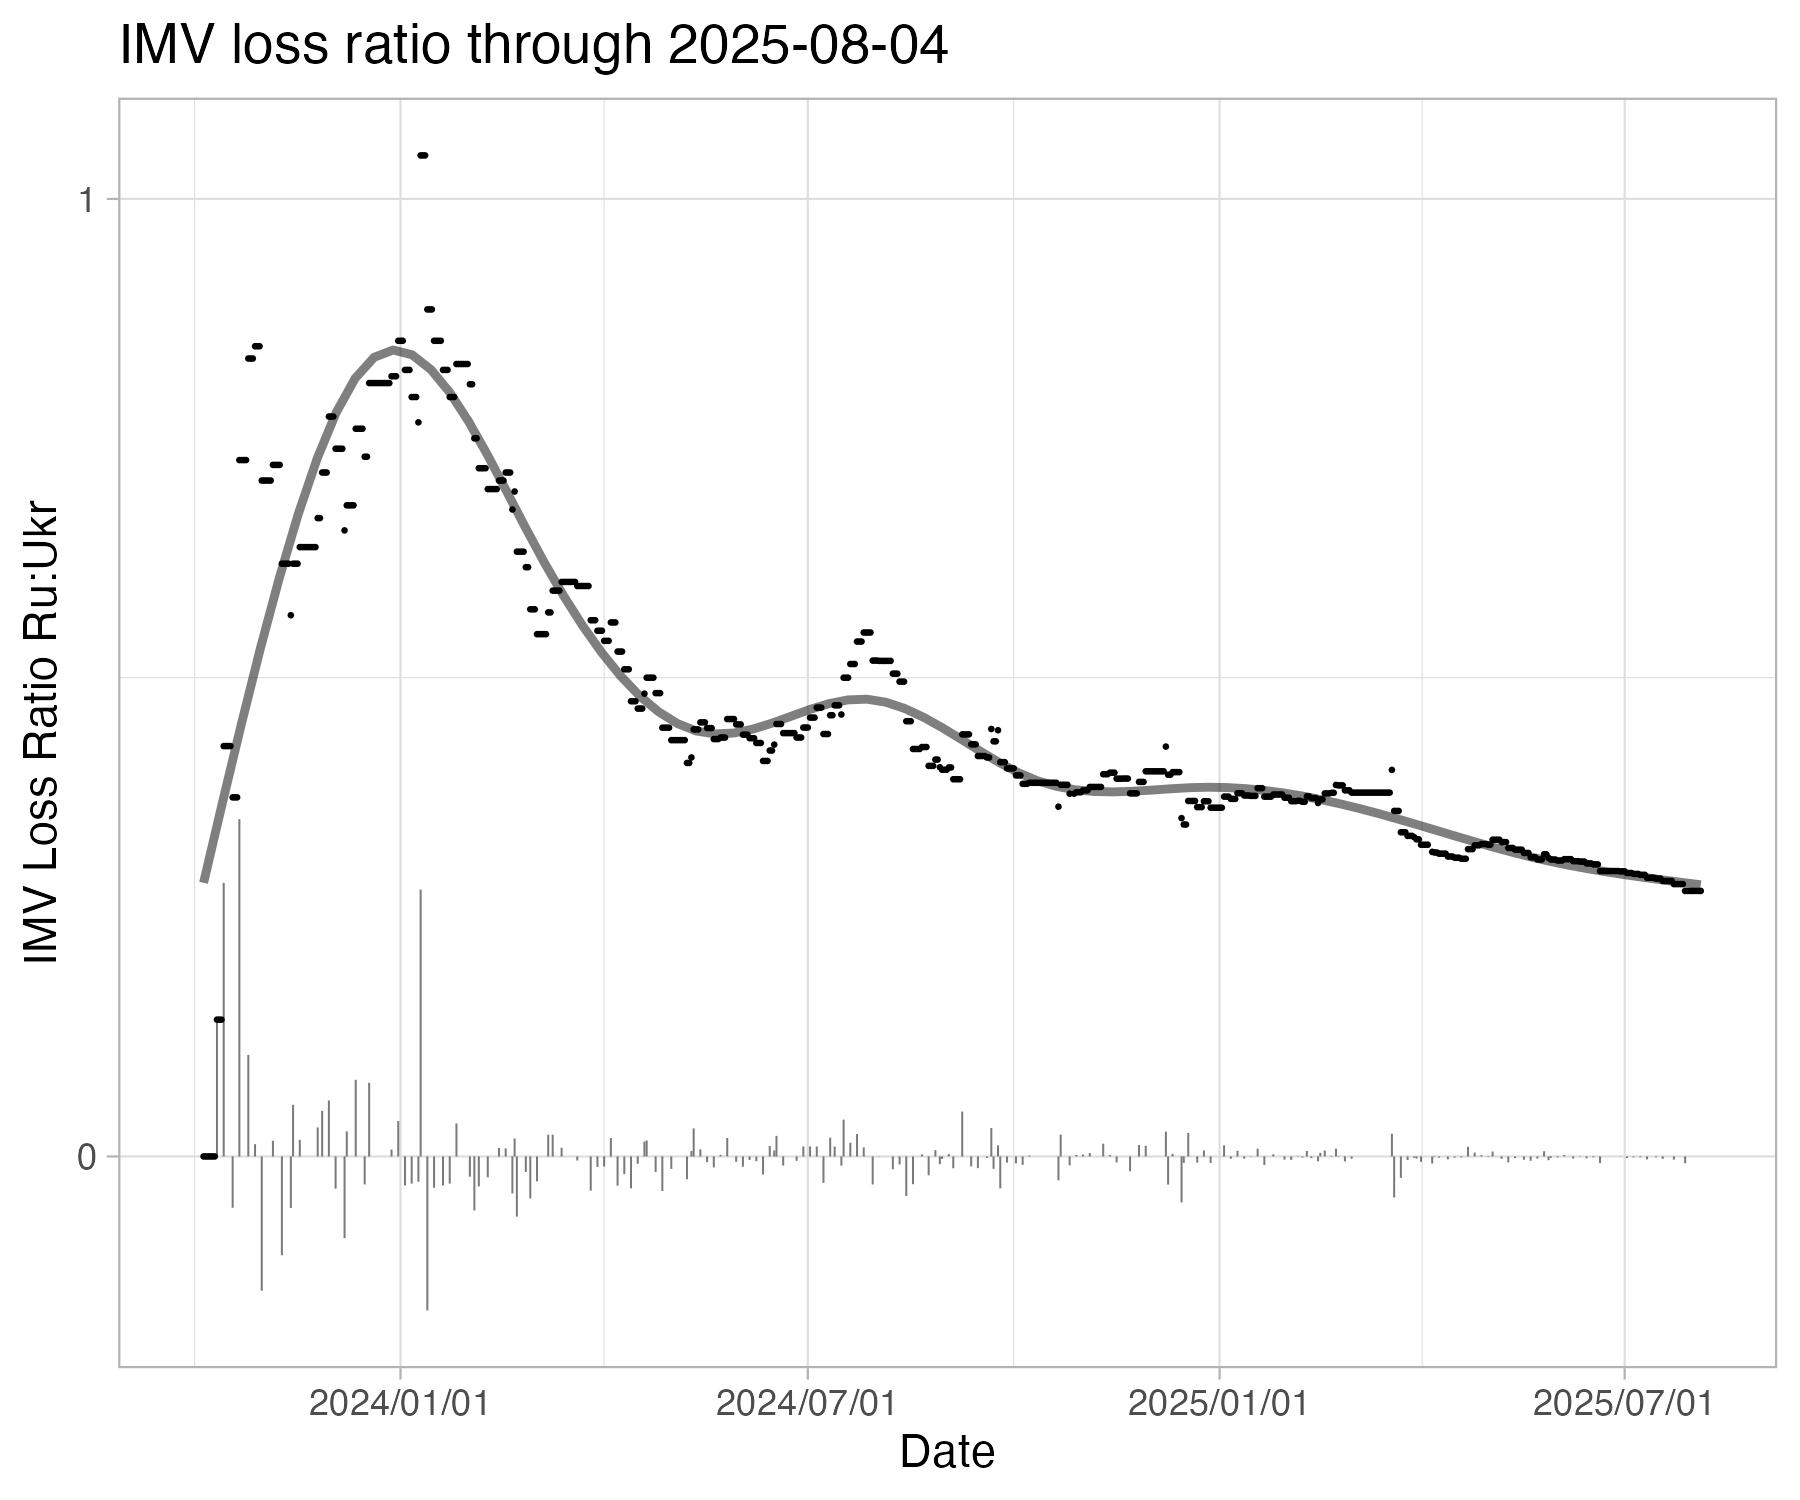 IMV loss ratio through 2025-08-04
IMV Loss Ratio Ru:Ukr
1
0
2024/01/01
2024/07/01
2025/01/01
2025/07/01
Date